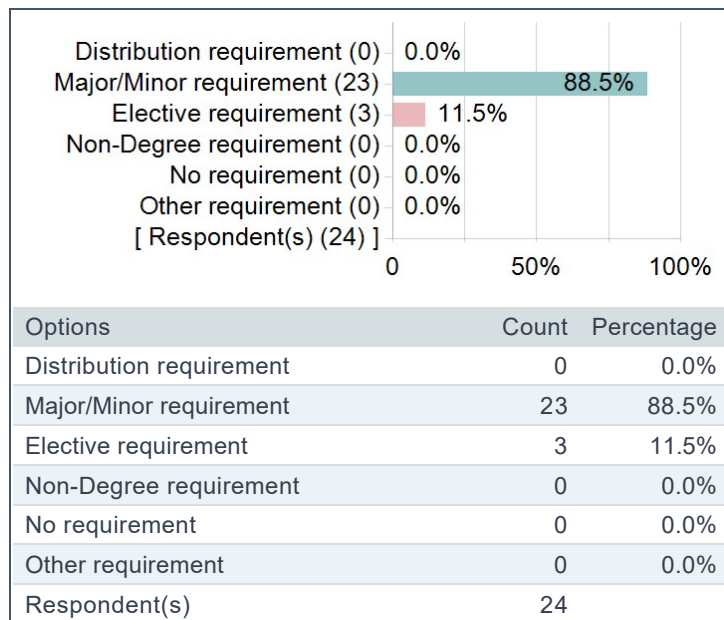 Distribution requirement (0) 0.0%
Major/Minor requirement (23) 88.5%
Elective requirement (3) 11.5%
Non-Degree requirement (0) 0.0%
No requirement (0) 0.0%
Other requirement (0) 0.0%
[ Respondent(s) (24) ]
0 50% 100%
Options Count Percentage
Distribution requirement 0 0.0%
Major/Minor requirement 23 88.5%
Elective requirement 3 11.5%
Non-Degree requirement 0 0.0%
No requirement 0 0.0%
Other requirement 0 0.0%
Respondent(s) 24